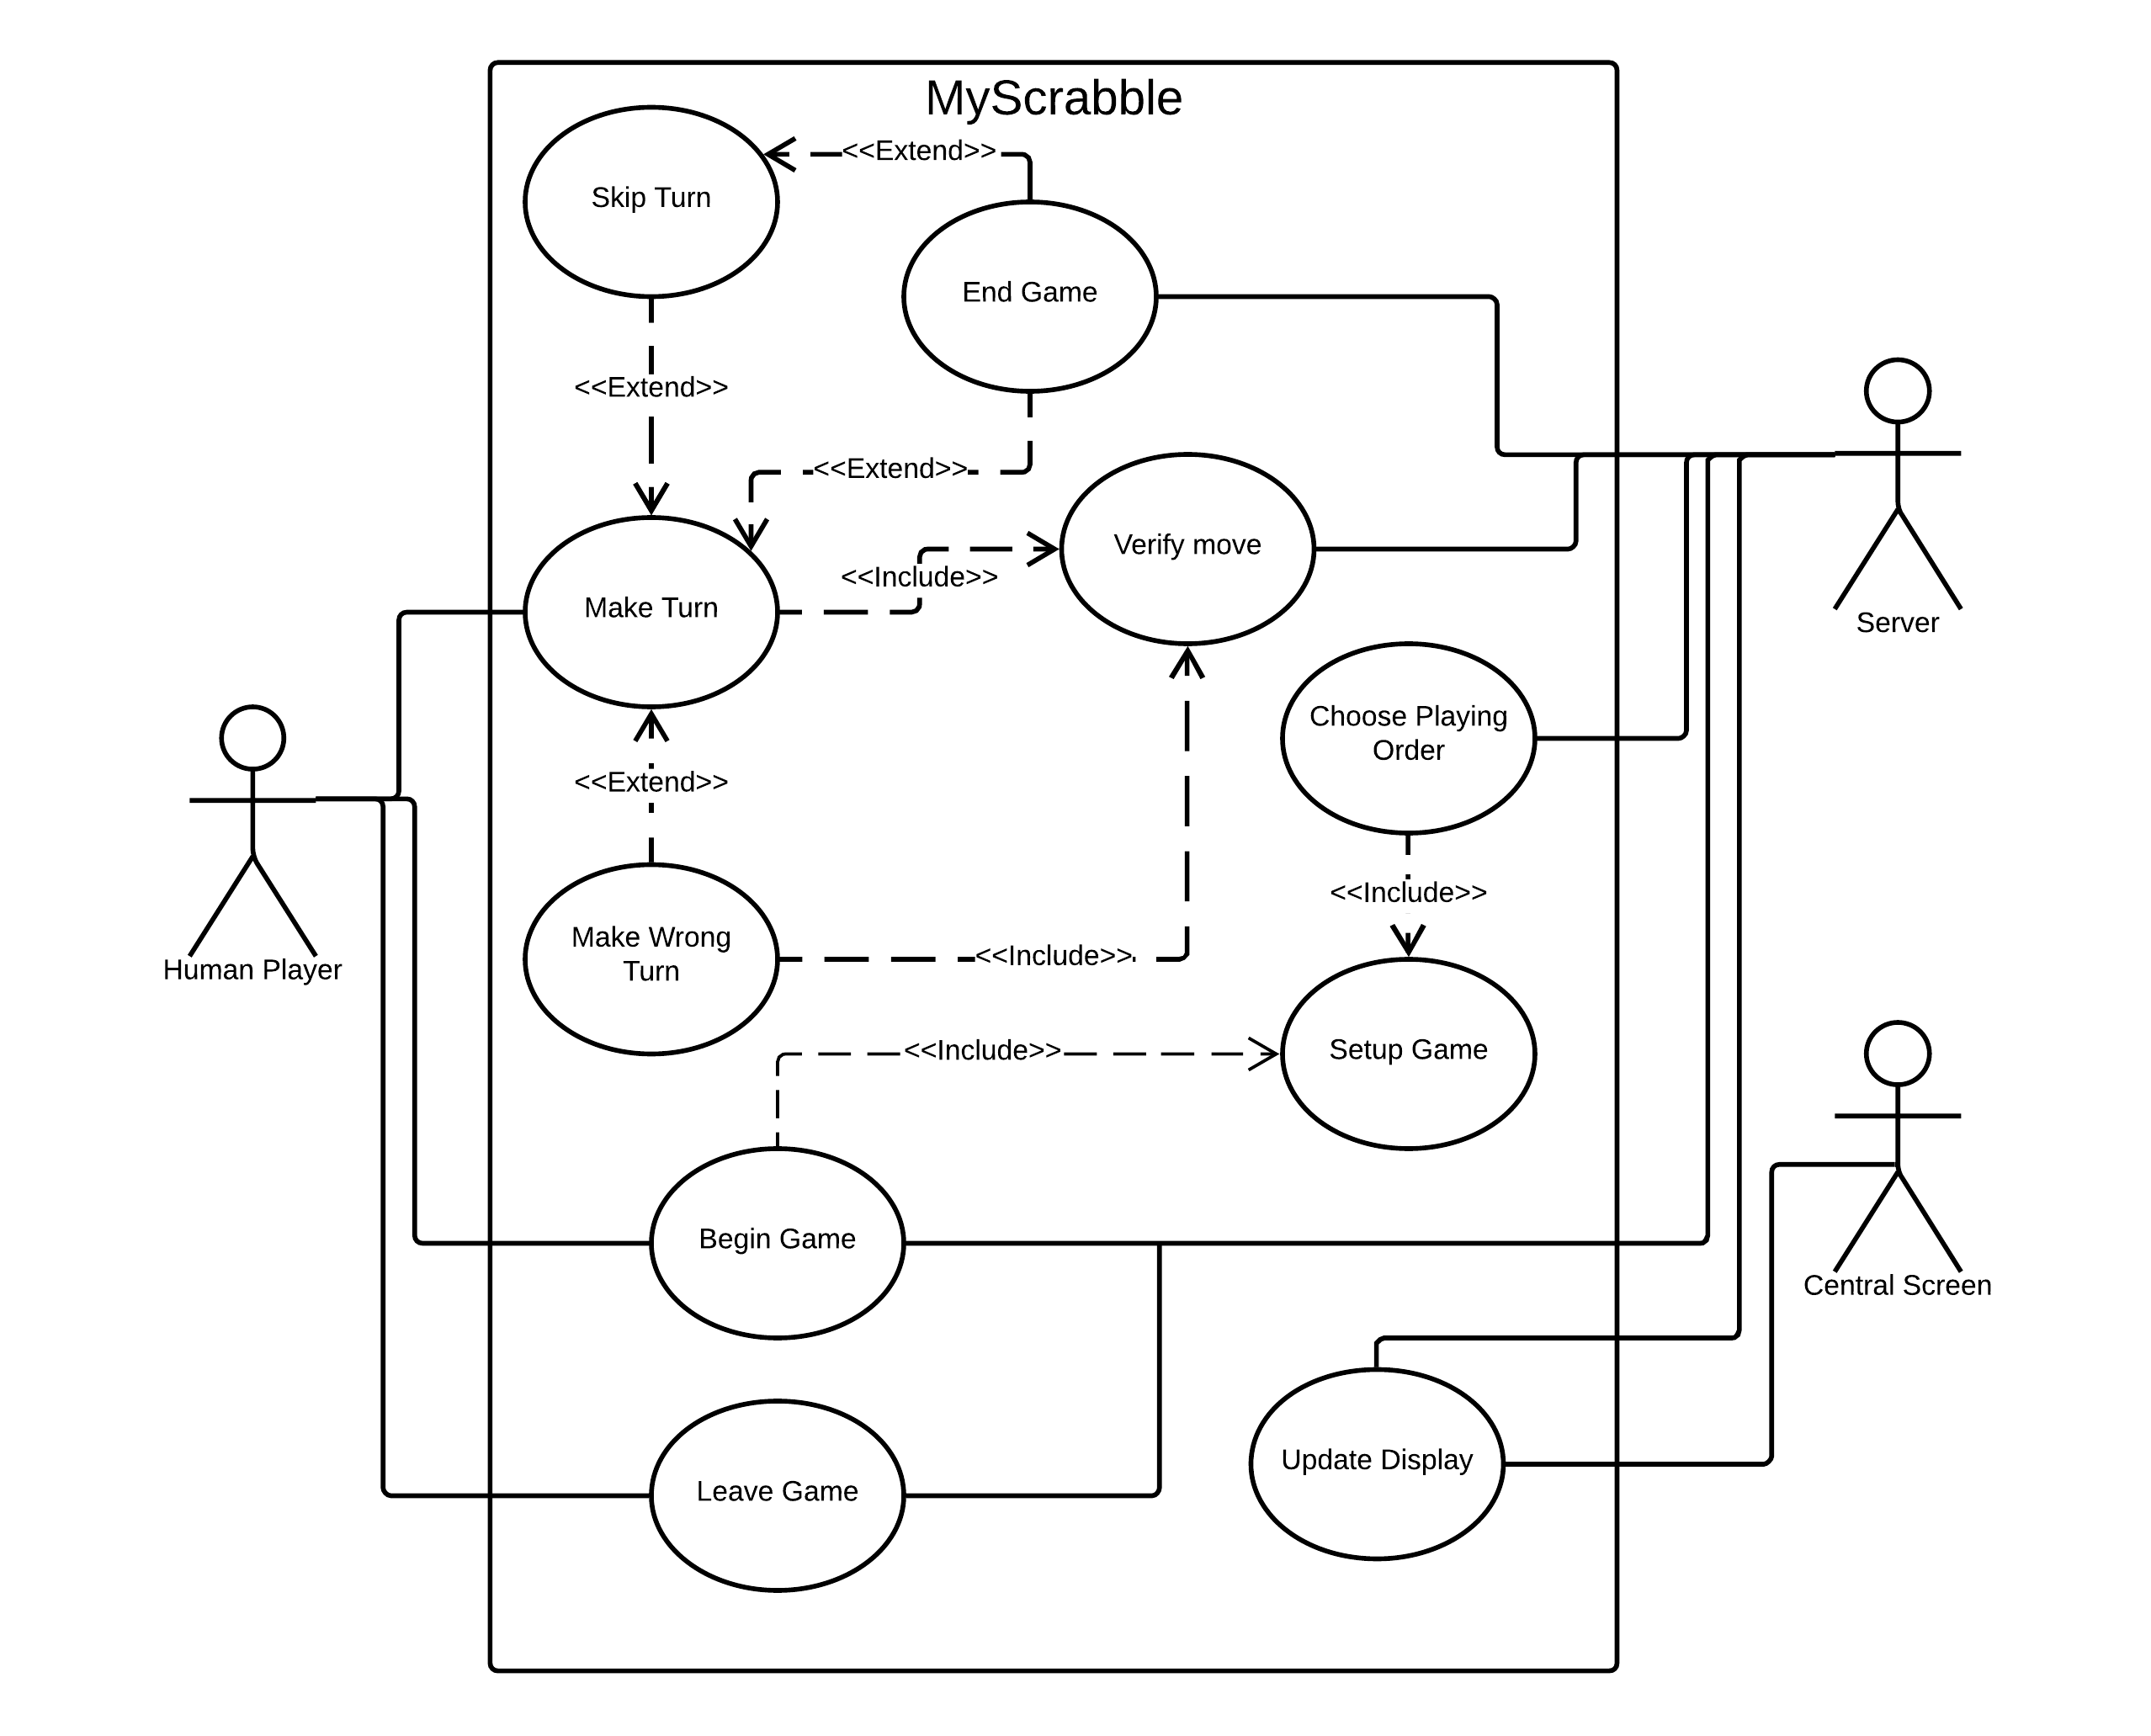 MyScrabble
<<Extend>>
Skip Turn
End Game
<<Extend>>
<<Extend>>
Verify move
<<Include>>
Make Turn
Server
Choose Playing
Order
<<Extend>>
<<Include>>
Make Wrong
Turn
<<Include>>
Human Player
<<Include>>
Setup Game
Begin Game
Central Screen
Update Display
Leave Game